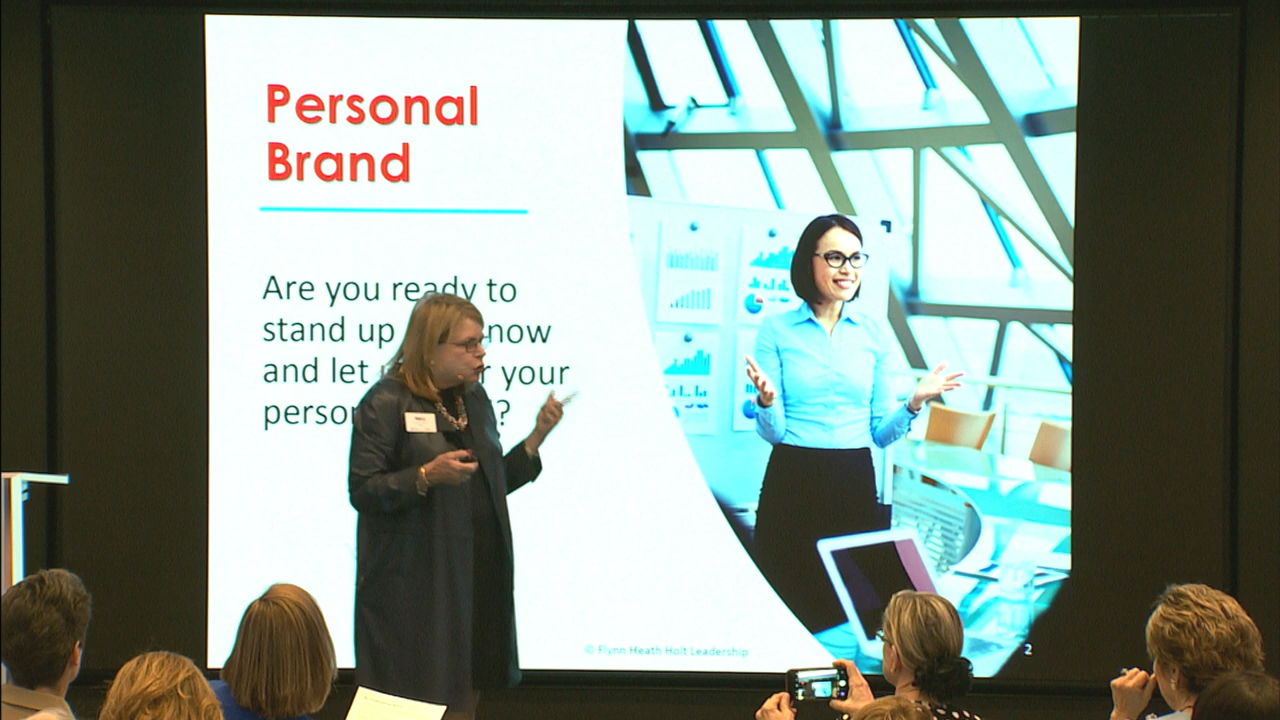 Personal
Brand
Are you ready to
stand up now
and let your
?
© Flynn Heath Holt Leadership
2